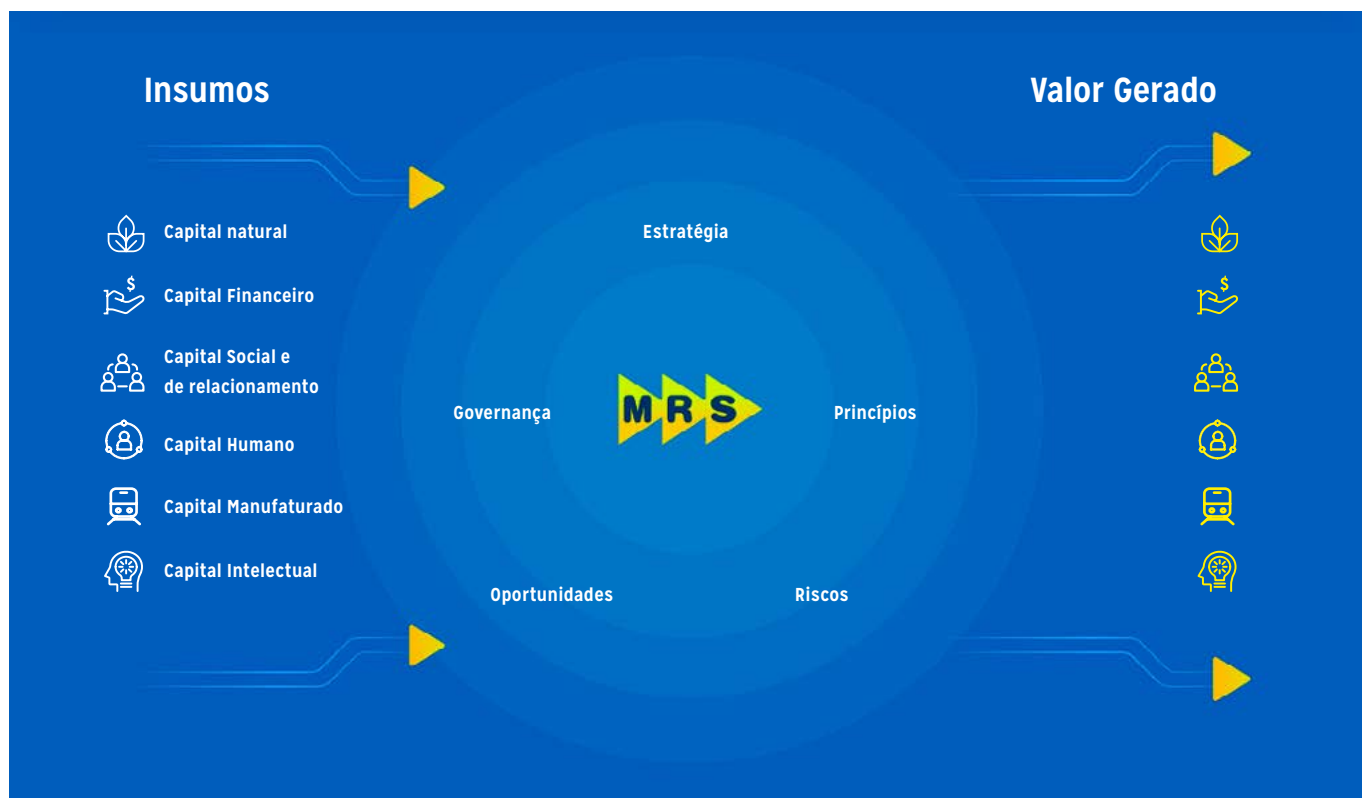 Insumos
Valor Gerado
Capital natural
Capital Financeiro
Capital Social e
de relacionamento
Capital Humano
Capital Manufaturado
Capital Intelectual
Estratégia
Governança
MRS
Princípios
Oportunidades
Riscos
$
$